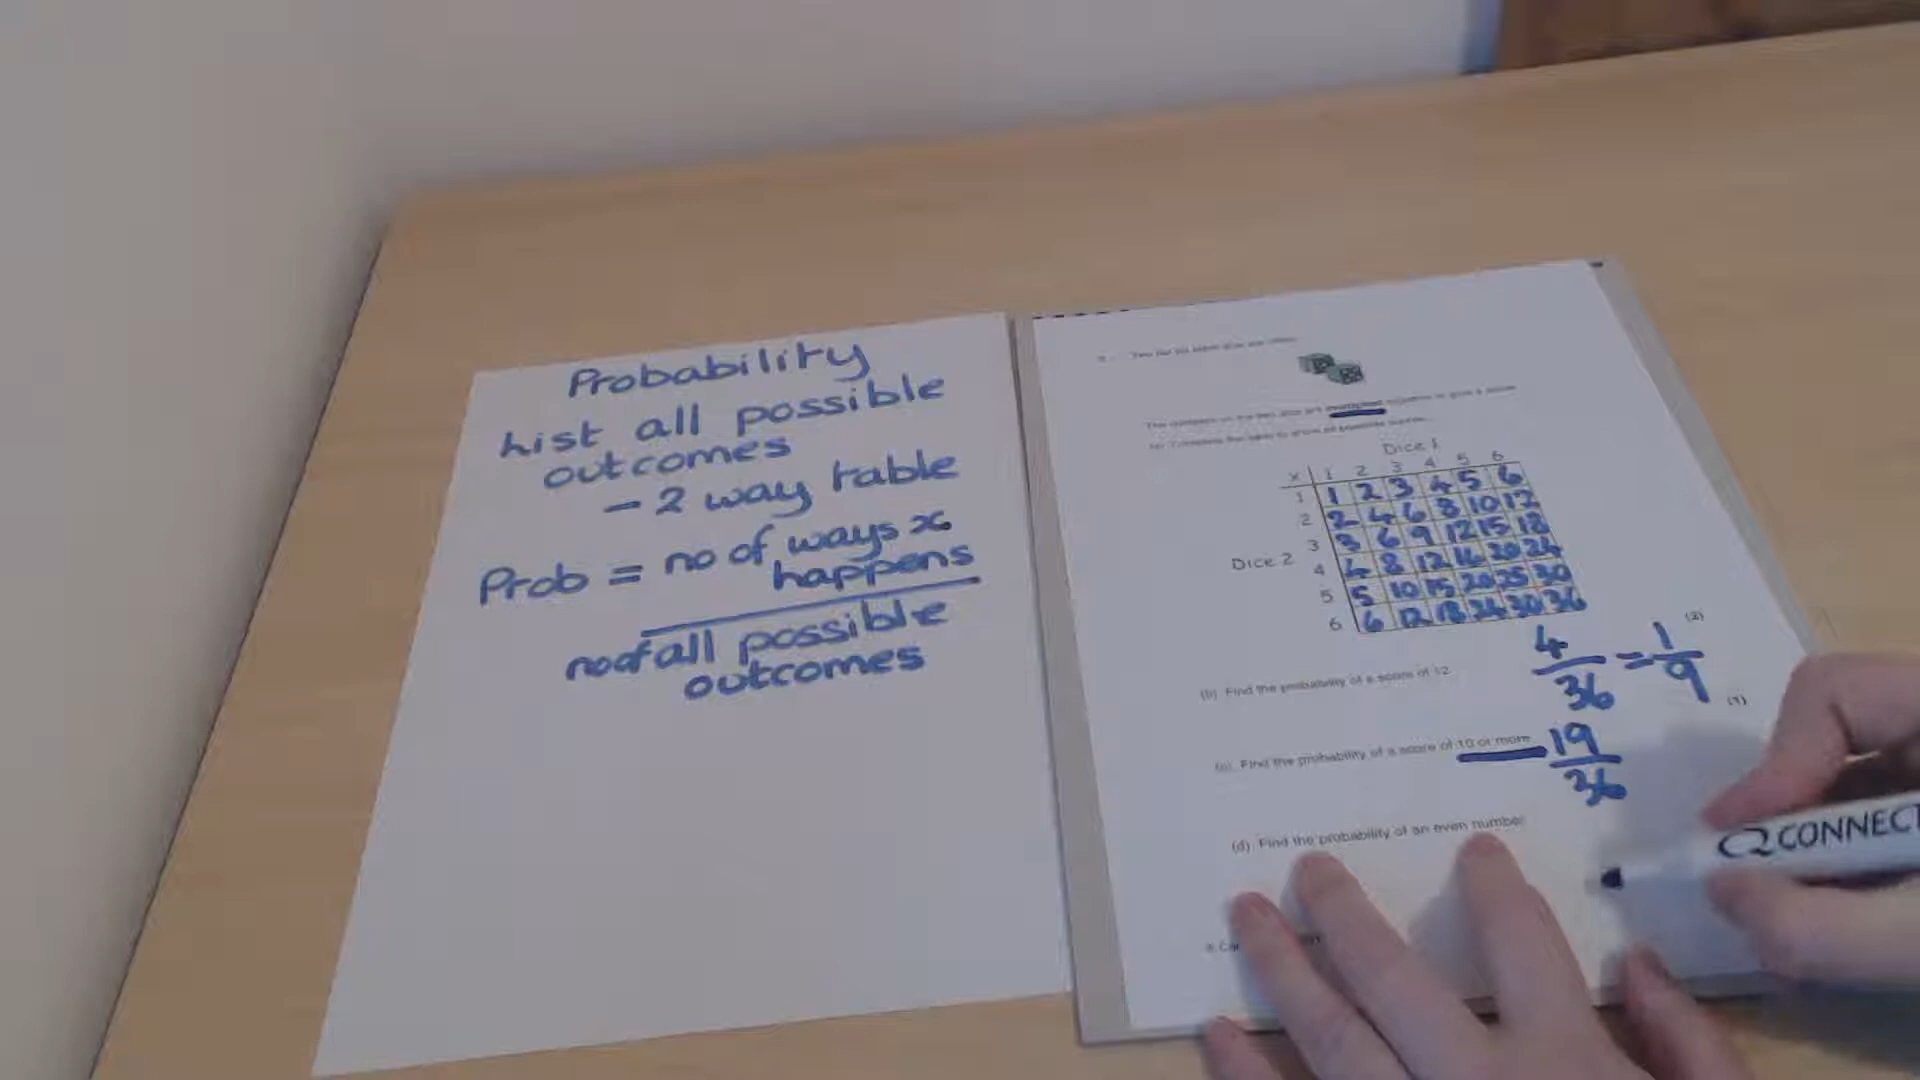 Probability
List all possible
outcomes
- 2 way table
Prob = no of ways x
happens
no of all possible
outcomes
Dice 1
x 1 2 3 4 5 6
1 1 2 3 4 5 6
2 2 4 6 8 10 12
3 3 6 9 12 15 18
Dice 2
4 4 8 12 16 20 24
5 5 10 15 20 25 30
6 6 12 18 24 30 36
(2)
(b) Find the probability of a score of 12
4/36 = 1/9
(1)
(c) Find the probability of a score of 10 or more
19/36
(d) Find the probability of an even number
CONNECT